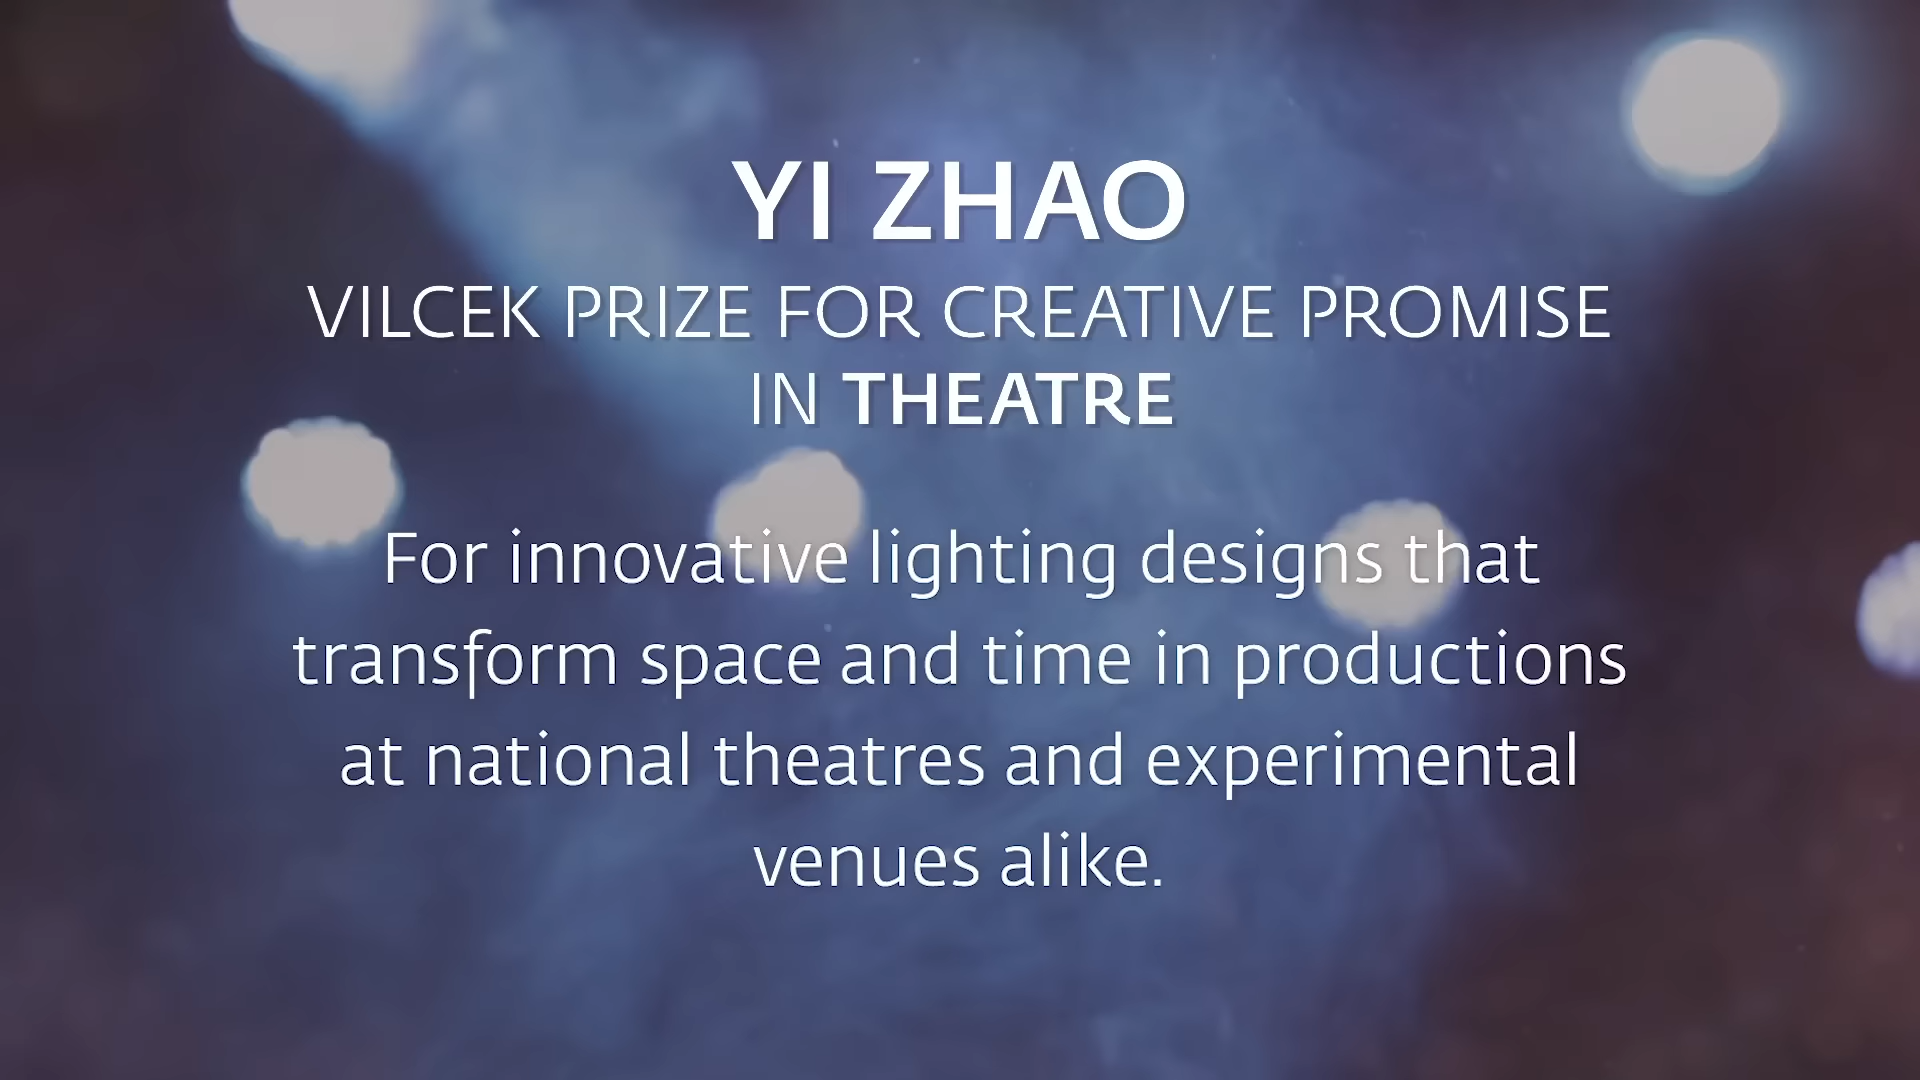 YI ZHAO
VILCEK PRIZE FOR CREATIVE PROMISE
IN THEATRE
For innovative lighting designs that
transform space and time in productions
at national theatres and experimental
venues alike.